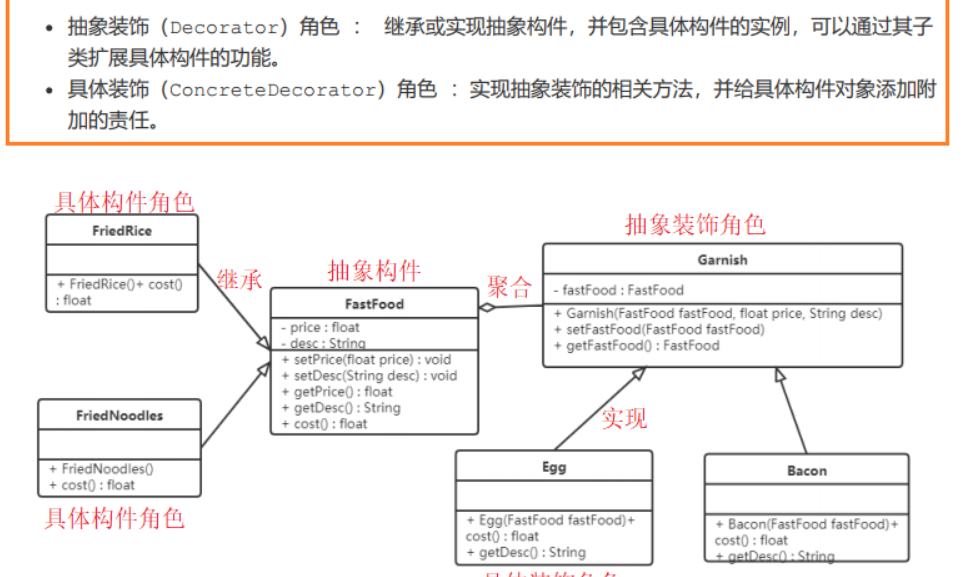 • 抽象装饰（Decorator）角色 ： 继承或实现抽象构件，并包含具体构件的实例，可以通过其子
类扩展具体构件的功能。
• 具体装饰（ConcreteDecorator）角色 ：实现抽象装饰的相关方法，并给具体构件对象添加附
加的责任。
具体构件角色
FriedRice
+ FriedRice()+ cost()
: float
继承
抽象构件
FastFood
- price : float
- desc : String
+ setPrice(float price) : void
+ setDesc(String desc) : void
+ getPrice() : float
+ getDesc() : String
+ cost() : float
聚合
抽象装饰角色
Garnish
- fastFood : FastFood
+ Garnish(FastFood fastFood, float price, String desc)
+ setFastFood(FastFood fastFood)
+ getFastFood() : FastFood
FriedNoodles
+ FriedNoodles()
+ cost() : float
具体构件角色
实现
Egg
+ Egg(FastFood fastFood)+
cost() : float
+ getDesc() : String
Bacon
+ Bacon(FastFood fastFood)+
cost() : float
+ getDesc() : String